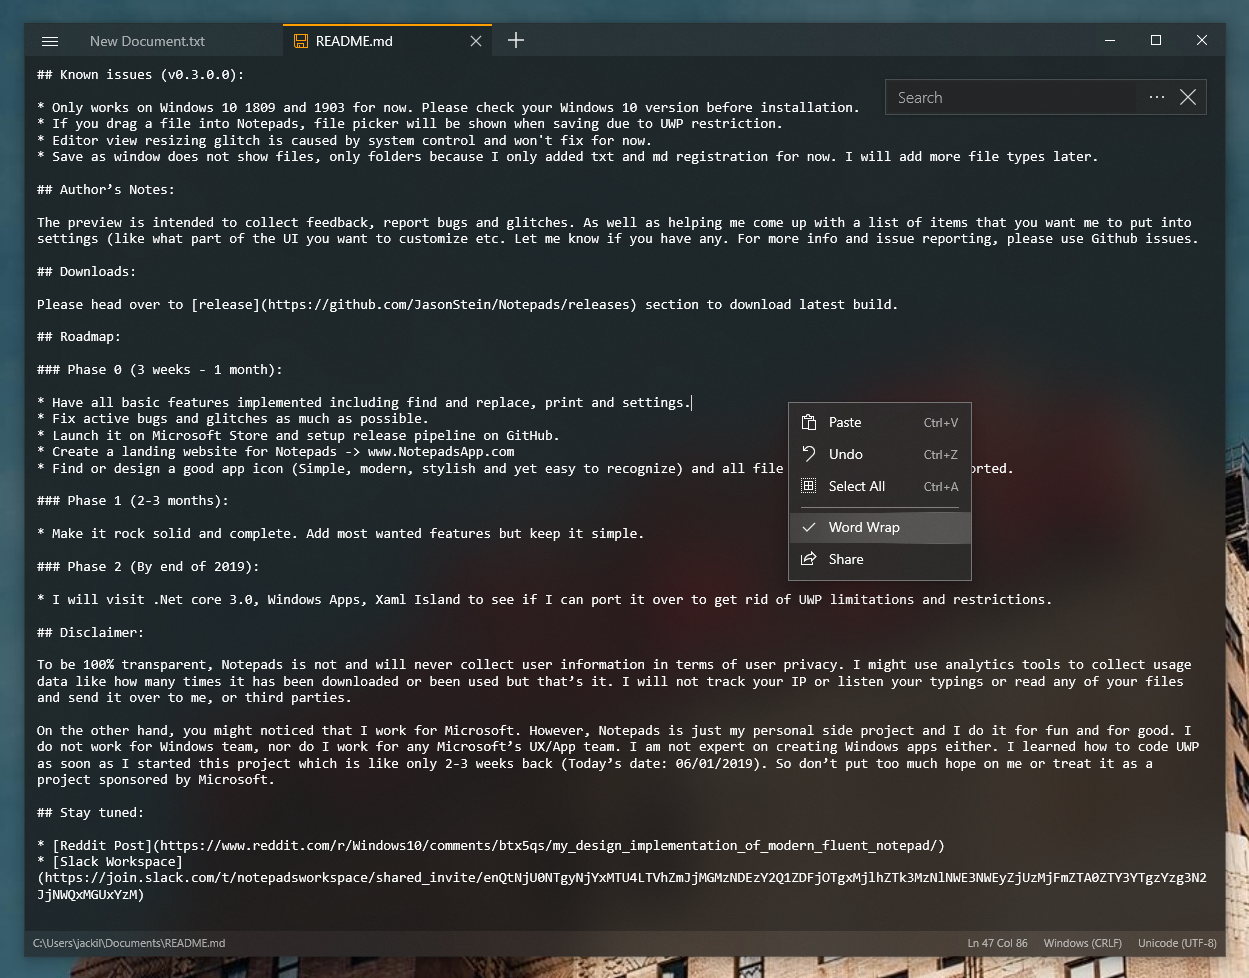 New Document.txt
README.md
## Known issues (v0.3.0.0):
Search
* Only works on Windows 10 1809 and 1903 for now. Please check your Windows 10 version before installation.
* If you drag a file into Notepads, file picker will be shown when saving due to UWP restriction.
* Editor view resizing glitch is caused by system control and won't fix for now.
* Save as window does not show files, only folders because I only added txt and md registration for now. I will add more file types later.
## Author’s Notes:
The preview is intended to collect feedback, report bugs and glitches. As well as helping me come up with a list of items that you want me to put into
settings (like what part of the UI you want to customize etc. Let me know if you have any. For more info and issue reporting, please use Github issues.
## Downloads:
Please head over to [release](https://github.com/JasonStein/Notepads/releases) section to download latest build.
## Roadmap:
### Phase 0 (3 weeks - 1 month):
* Have all basic features implemented including find and replace, print and settings.
* Fix active bugs and glitches as much as possible.
* Launch it on Microsoft Store and setup release pipeline on GitHub.
* Create a landing website for Notepads -> www.NotepadsApp.com
* Find or design a good app icon (Simple, modern, stylish and yet easy to recognize) and all file
orted.
Paste Ctrl+V
Undo Ctrl+Z
Select All Ctrl+A
Word Wrap
Share
### Phase 1 (2-3 months):
* Make it rock solid and complete. Add most wanted features but keep it simple.
### Phase 2 (By end of 2019):
* I will visit .Net core 3.0, Windows Apps, Xaml Island to see if I can port it over to get rid of UWP limitations and restrictions.
## Disclaimer:
To be 100% transparent, Notepads is not and will never collect user information in terms of user privacy. I might use analytics tools to collect usage
data like how many times it has been downloaded or been used but that’s it. I will not track your IP or listen your typings or read any of your files
and send it over to me, or third parties.
On the other hand, you might noticed that I work for Microsoft. However, Notepads is just my personal side project and I do it for fun and for good. I
do not work for Windows team, nor do I work for any Microsoft’s UX/App team. I am not expert on creating Windows apps either. I learned how to code UWP
as soon as I started this project which is like only 2-3 weeks back (Today’s date: 06/01/2019). So don’t put too much hope on me or treat it as a
project sponsored by Microsoft.
## Stay tuned:
* [Reddit Post](https://www.reddit.com/r/Windows10/comments/btx5qs/my_design_implementation_of_modern_fluent_notepad/)
* [Slack Workspace]
(https://join.slack.com/t/notepadsworkspace/shared_invite/enQtNjU0NTgyNjYxMTU4LTVhZmJjMGMzNDEzY2Q1ZDFjOTgxMjlhZTk3MzNlNWE3NWEyZjUzMjFmZTA0ZTY3YTgzYzg3N2
JjNWQxMGUxYzM)
C:\Users\jackil\Documents\README.md
Ln 47 Col 86
Windows (CRLF)
Unicode (UTF-8)